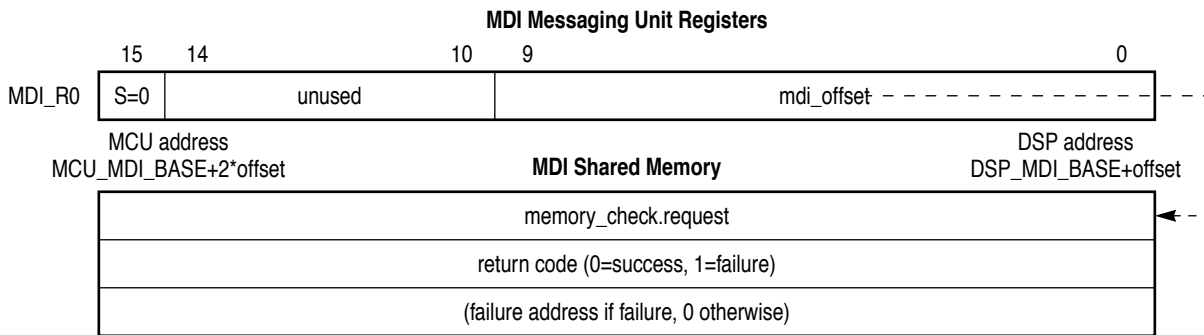 MDI Messaging Unit Registers
15 14 10 9 0
MDI_R0 S=0 unused mdi_offset
MCU address DSP address
MCU_MDI_BASE+2*offset MDI Shared Memory DSP_MDI_BASE+offset
memory_check.request
return code (0=success, 1=failure)
(failure address if failure, 0 otherwise)